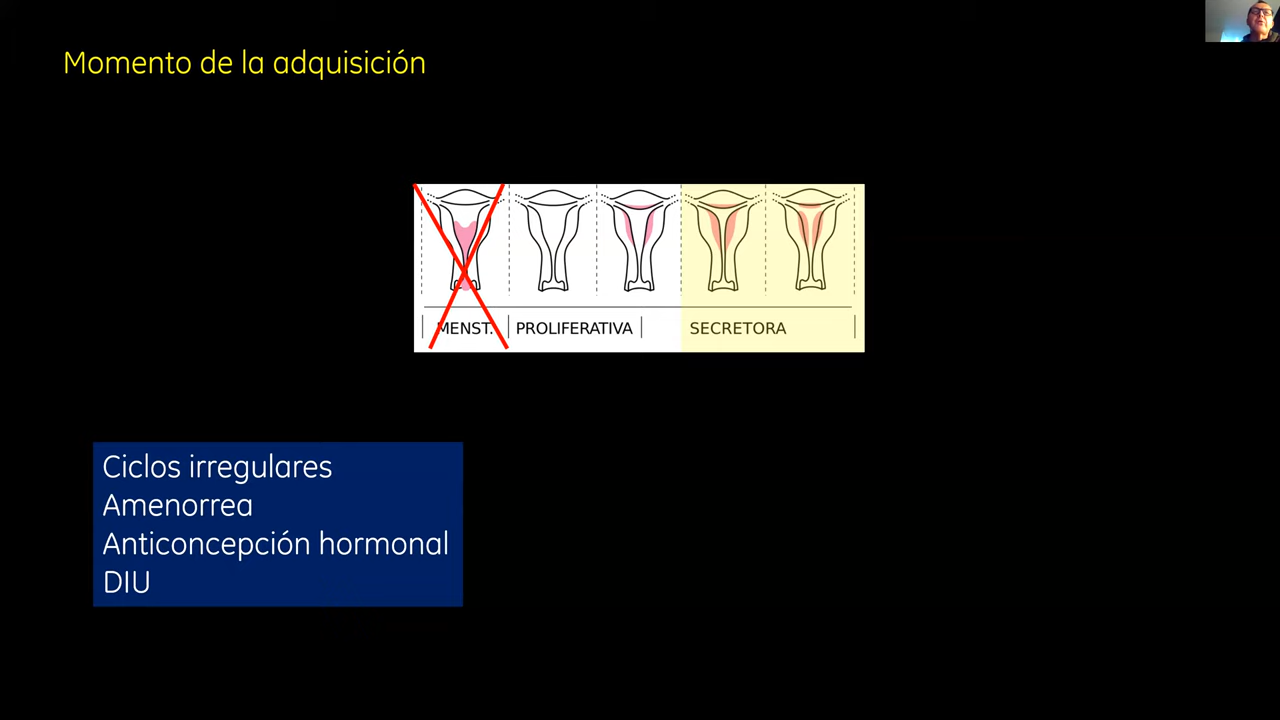 Momento de la adquisición
MENST. PROLIFERATIVA SECRETORA
Ciclos irregulares
Amenorrea
Anticoncepción hormonal
DIU